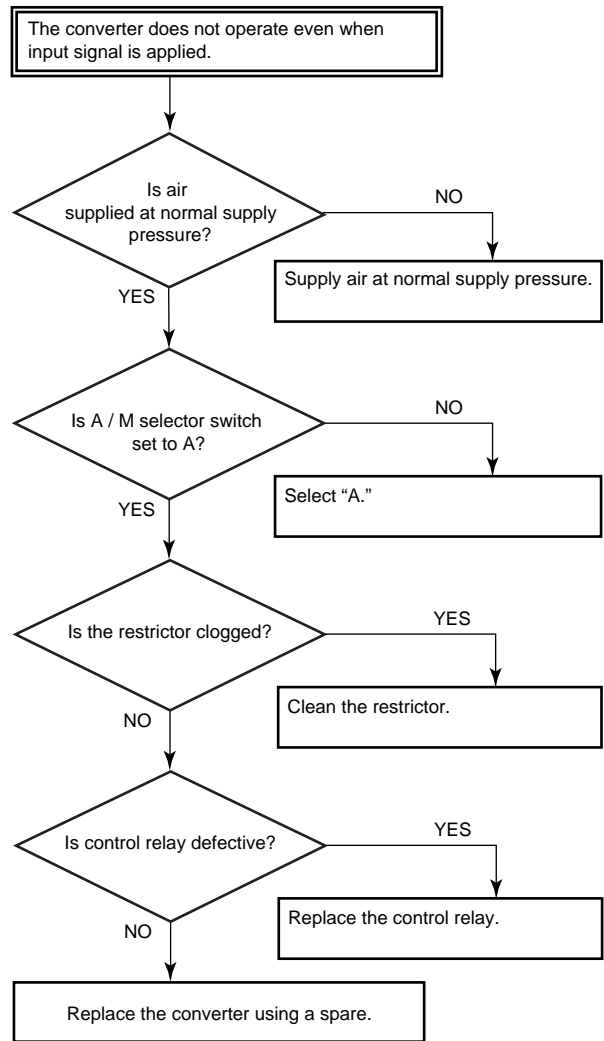 The converter does not operate even when
input signal is applied.
Is air
supplied at normal supply
pressure?
NO
Supply air at normal supply pressure.
YES
Is A / M selector switch
set to A?
NO
Select “A.”
YES
Is the restrictor clogged?
YES
Clean the restrictor.
NO
Is control relay defective?
YES
Replace the control relay.
NO
Replace the converter using a spare.